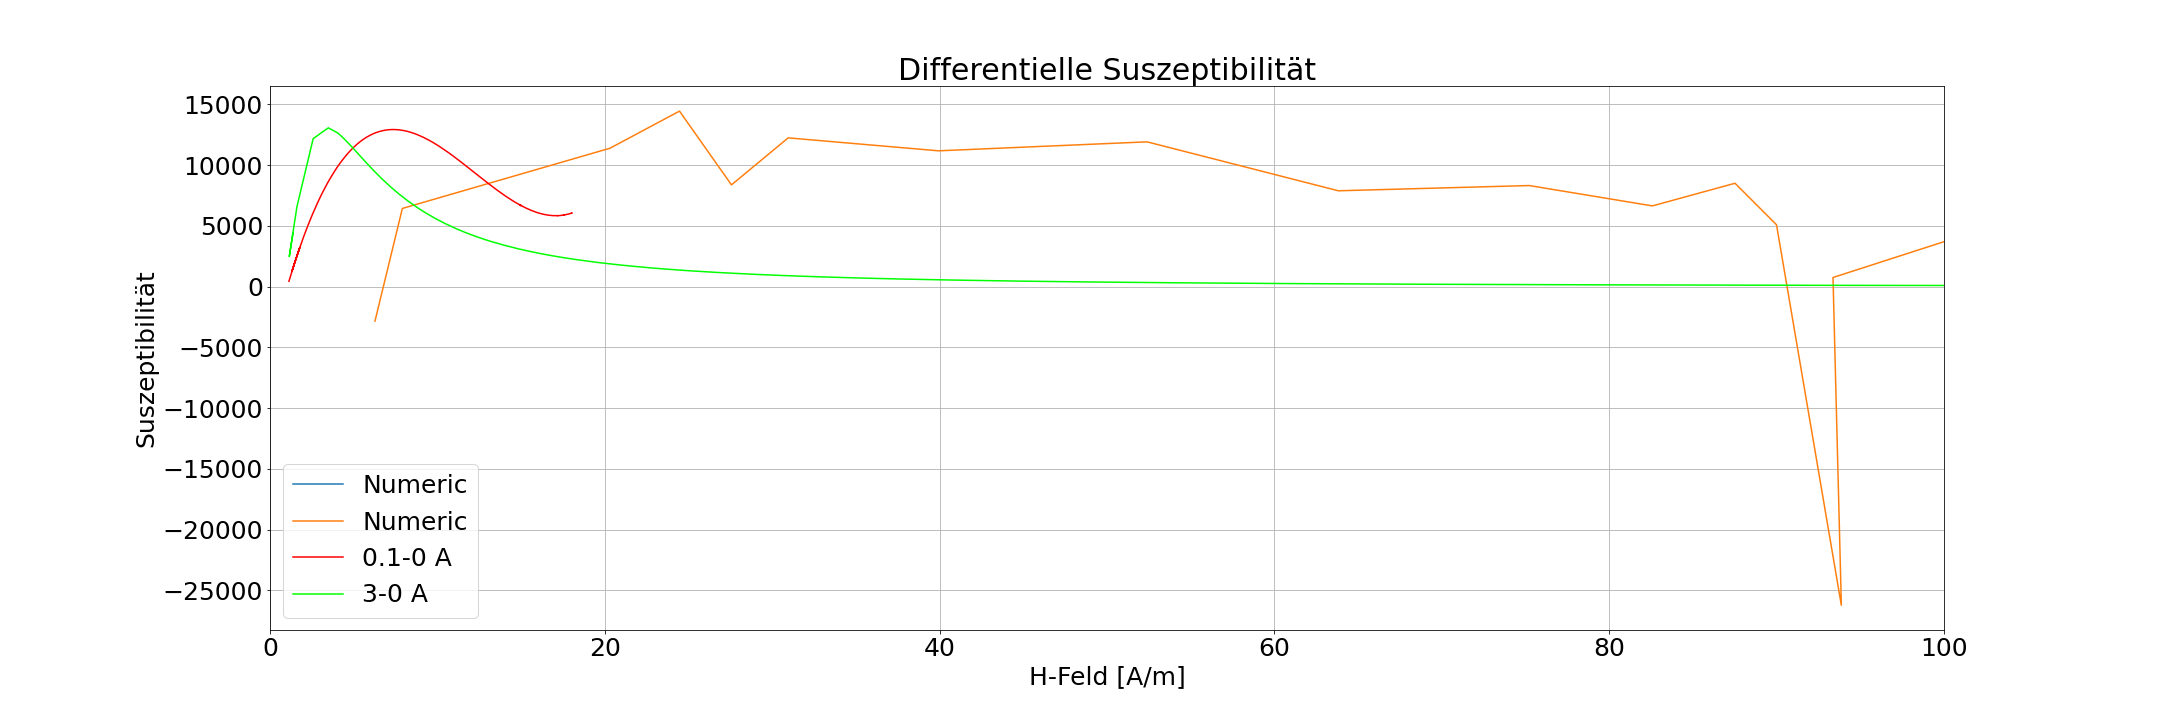 Differentielle Suszeptibilität
15000
10000
5000
0
−5000
−10000
−15000
−20000
−25000
Suszeptibilität
Numeric
Numeric
0.1-0 A
3-0 A
0 20 40 60 80 100
H-Feld [A/m]